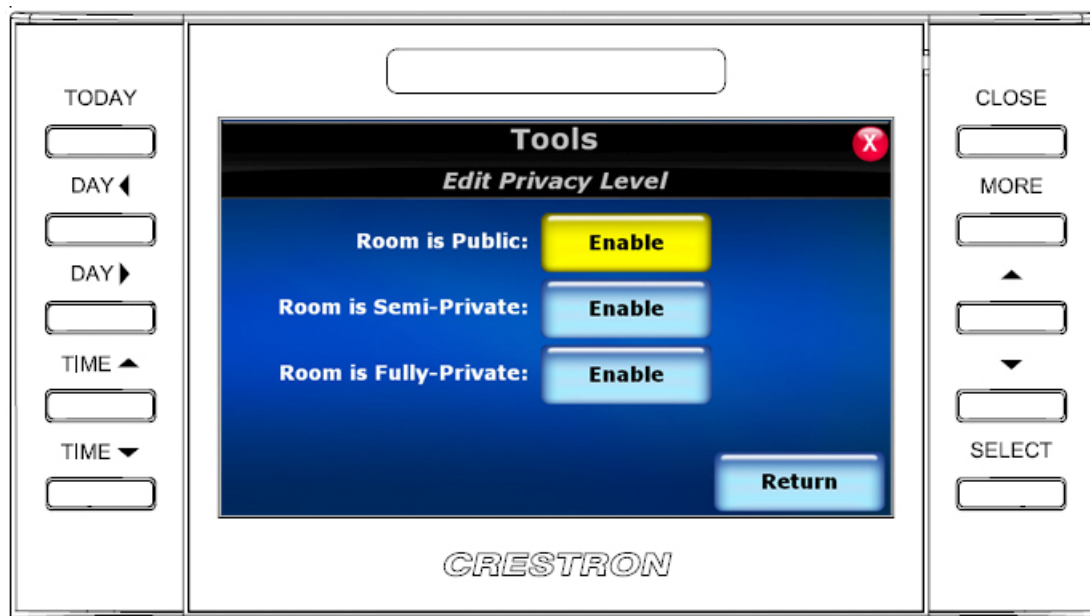 TODAY
DAY ◀
DAY ▶
TIME ▲
TIME ▼
Tools
X
Edit Privacy Level
Room is Public: Enable
Room is Semi-Private: Enable
Room is Fully-Private: Enable
Return
CRESTRON
CLOSE
MORE
▲
▼
SELECT